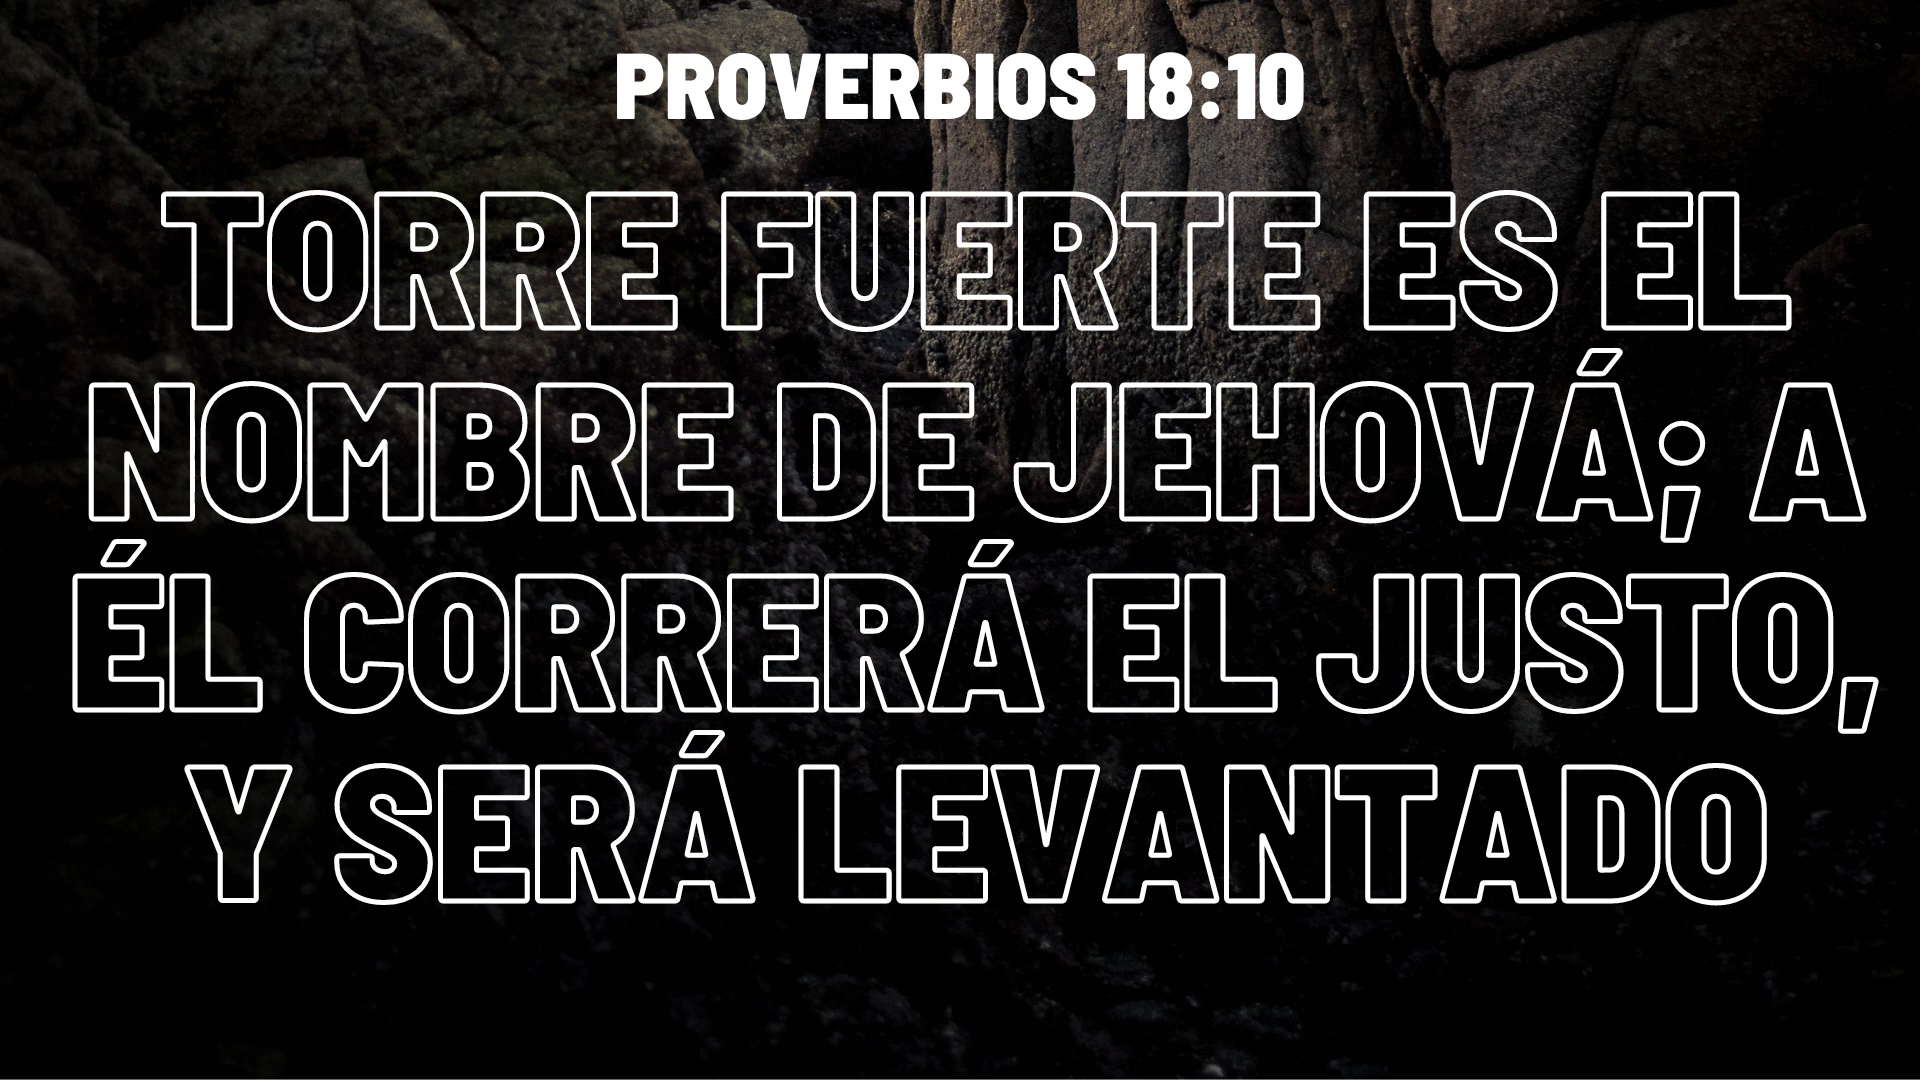 PROVERBIOS 18:10
TORRE FUERTE ES EL
NOMBRE DE JEHOVÁ; A
ÉL CORRERÁ EL JUSTO,
Y SERÁ LEVANTADO